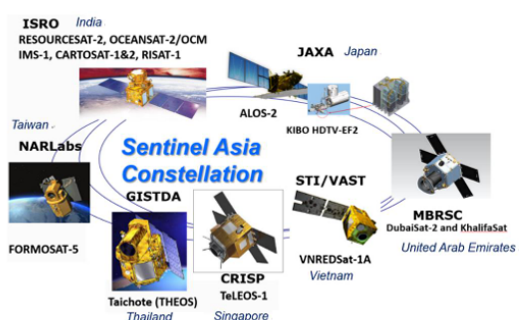 ISRO India
RESOURCESAT-2, OCEANSAT-2/OCM
IMS-1, CARTOSAT-1&2, RISAT-1
JAXA Japan
ALOS-2
KIBO HDTV-EF2
Taiwan
NARLabs
FORMOSAT-5
Sentinel Asia
Constellation
GISTDA
Taichote (THEOS)
Thailand
CRISP
TeLEOS-1
Singapore
STI/VAST
VNREDSat-1A
Vietnam
MBRSC
DubaiSat-2 and KhalifaSat
United Arab Emirates